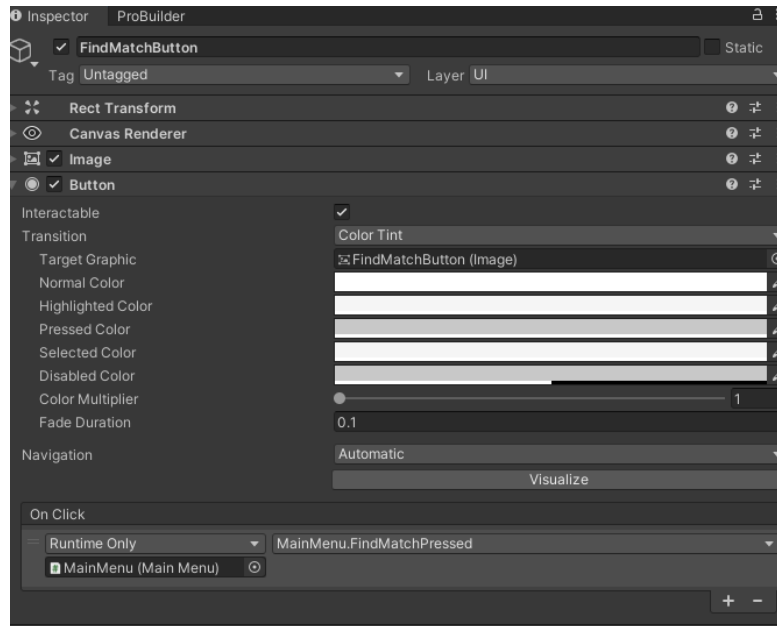 Inspector ProBuilder
FindMatchButton Static
Tag Untagged Layer UI
Rect Transform
Canvas Renderer
Image
Button
Interactable
Transition Color Tint
Target Graphic FindMatchButton (Image)
Normal Color
Highlighted Color
Pressed Color
Selected Color
Disabled Color
Color Multiplier 1
Fade Duration 0.1
Navigation Automatic
Visualize
On Click
Runtime Only MainMenu.FindMatchPressed
MainMenu (Main Menu)
+ -